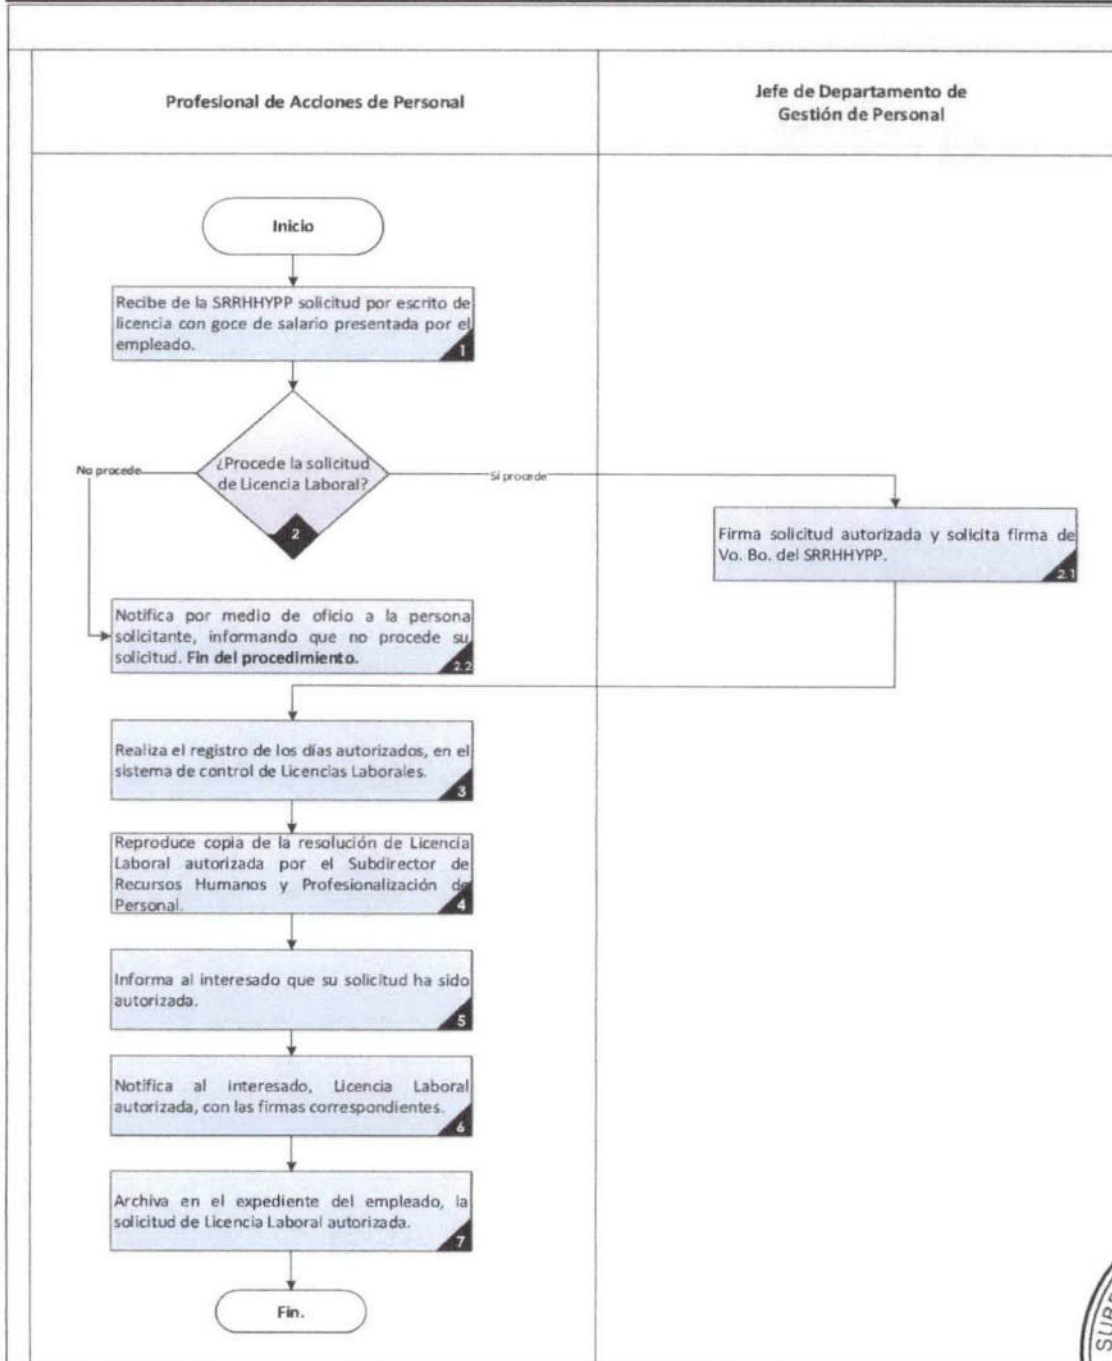 Profesional de Acciones de Personal
Jefe de Departamento de
Gestión de Personal
Inicio
Recibe de la SRRHHYPP solicitud por escrito de
licencia con goce de salario presentada por el
empleado.
1
¿Procede la solicitud
de Licencia Laboral?
2
No procede
Sí procede
Firma solicitud autorizada y solicita firma de
Vo. Bo. del SRRHHYPP.
2.1
Notifica por medio de oficio a la persona
solicitante, informando que no procede su
solicitud. Fin del procedimiento.
2.2
Realiza el registro de los días autorizados, en el
sistema de control de Licencias Laborales.
3
Reproduce copia de la resolución de Licencia
Laboral autorizada por el Subdirector de
Recursos Humanos y Profesionalización de
Personal.
4
Informa al interesado que su solicitud ha sido
autorizada.
5
Notifica al interesado, Licencia Laboral
autorizada, con las firmas correspondientes.
6
Archiva en el expediente del empleado, la
solicitud de Licencia Laboral autorizada.
7
Fin.